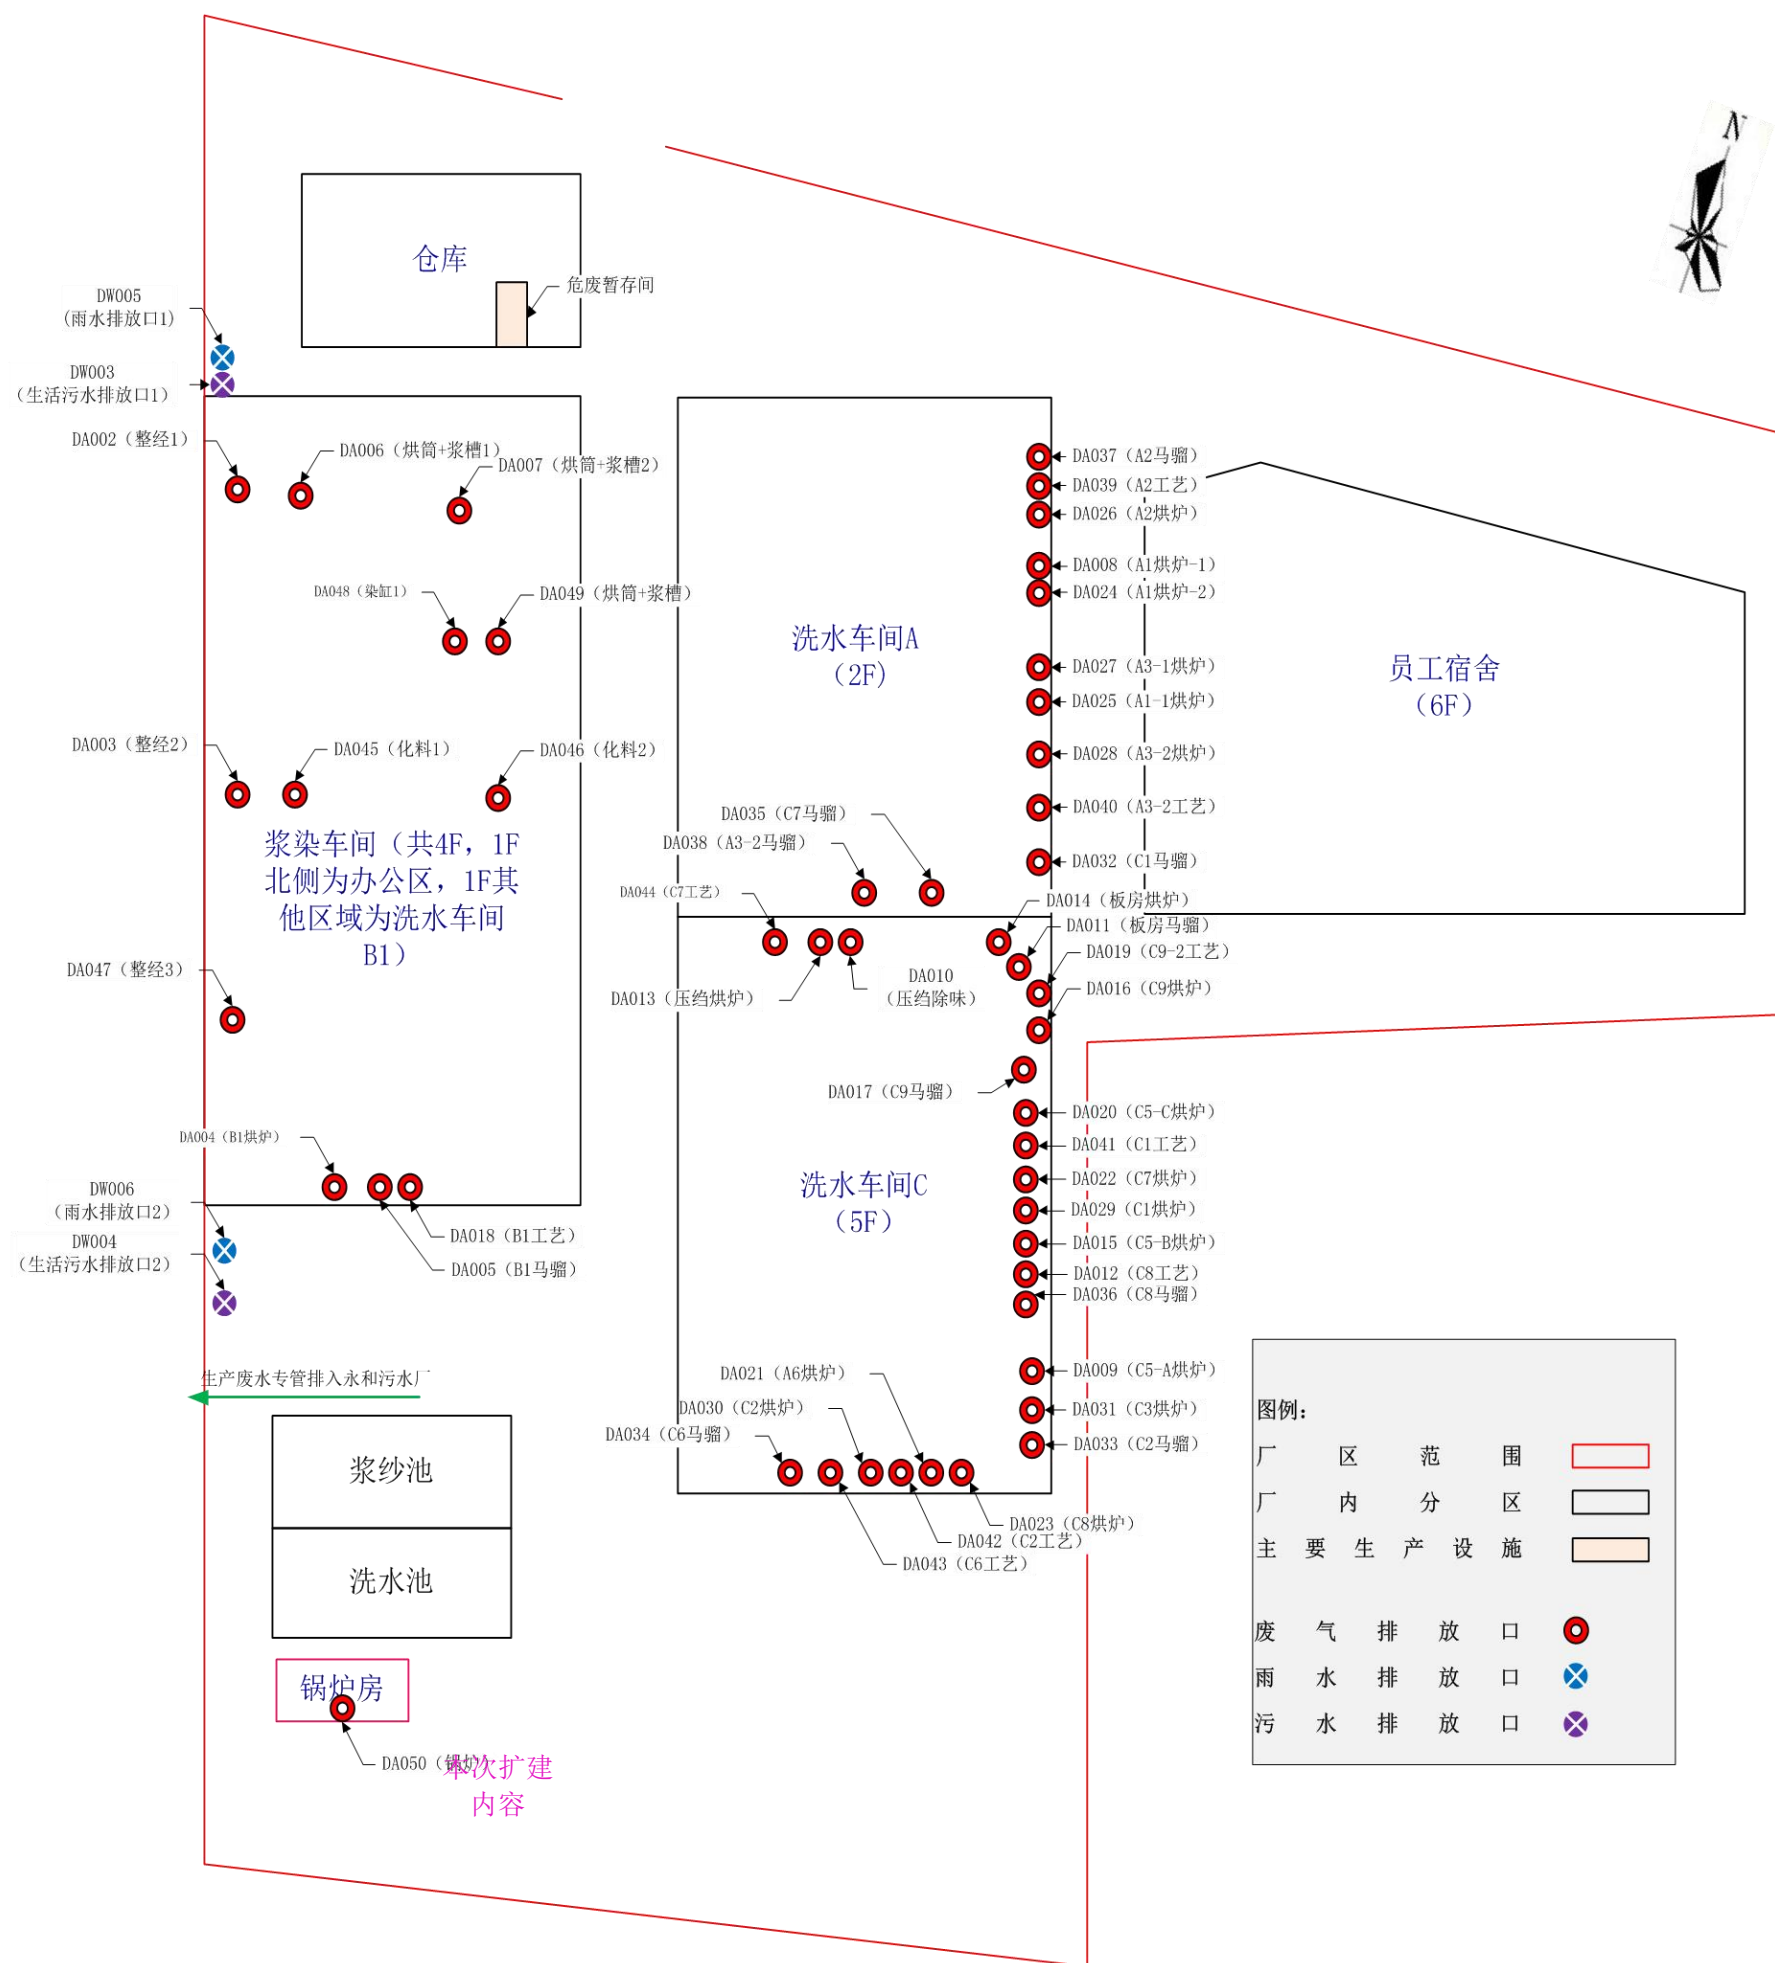 N
仓库
危废暂存间
DW005
(雨水排放口1)
DW003
（生活污水排放口1）
DA002（整经1）
DA006（烘筒+浆槽1）
DA007（烘筒+浆槽2）
DA048（染缸1）
DA049（烘筒+浆槽）
DA003（整经2）
DA045（化料1）
DA046（化料2）
浆染车间（共4F，1F
北侧为办公区，1F其
他区域为洗水车间
B1）
DA047（整经3）
DA004（B1烘炉）
DW006
（雨水排放口2）
DW004
（生活污水排放口2）
DA018（B1工艺）
DA005（B1马骝）
生产废水专管排入永和污水厂
浆纱池
洗水池
锅炉房
DA050（锅炉）
本次扩建
内容
洗水车间A
（2F）
DA037（A2马骝）
DA039（A2工艺）
DA026（A2烘炉）
DA008（A1烘炉-1）
DA024（A1烘炉-2）
DA027（A3-1烘炉）
DA025（A1-1烘炉）
DA028（A3-2烘炉）
DA040（A3-2工艺）
DA032（C1马骝）
员工宿舍
（6F）
DA035（C7马骝）
DA038（A3-2马骝）
DA044（C7工艺）
DA014（板房烘炉）
DA011（板房马骝）
DA019（C9-2工艺）
DA016（C9烘炉）
DA013（压绉烘炉）
DA010
（压绉除味）
DA017（C9马骝）
DA020（C5-C烘炉）
DA041（C1工艺）
DA022（C7烘炉）
DA029（C1烘炉）
DA015（C5-B烘炉）
DA012（C8工艺）
DA036（C8马骝）
洗水车间C
（5F）
DA009（C5-A烘炉）
DA031（C3烘炉）
DA033（C2马骝）
DA021（A6烘炉）
DA030（C2烘炉）
DA034（C6马骝）
DA023（C8烘炉）
DA042（C2工艺）
DA043（C6工艺）
图例：
厂区范围
厂内分区
主要生产设施
废气排放口
雨水排放口
污水排放口